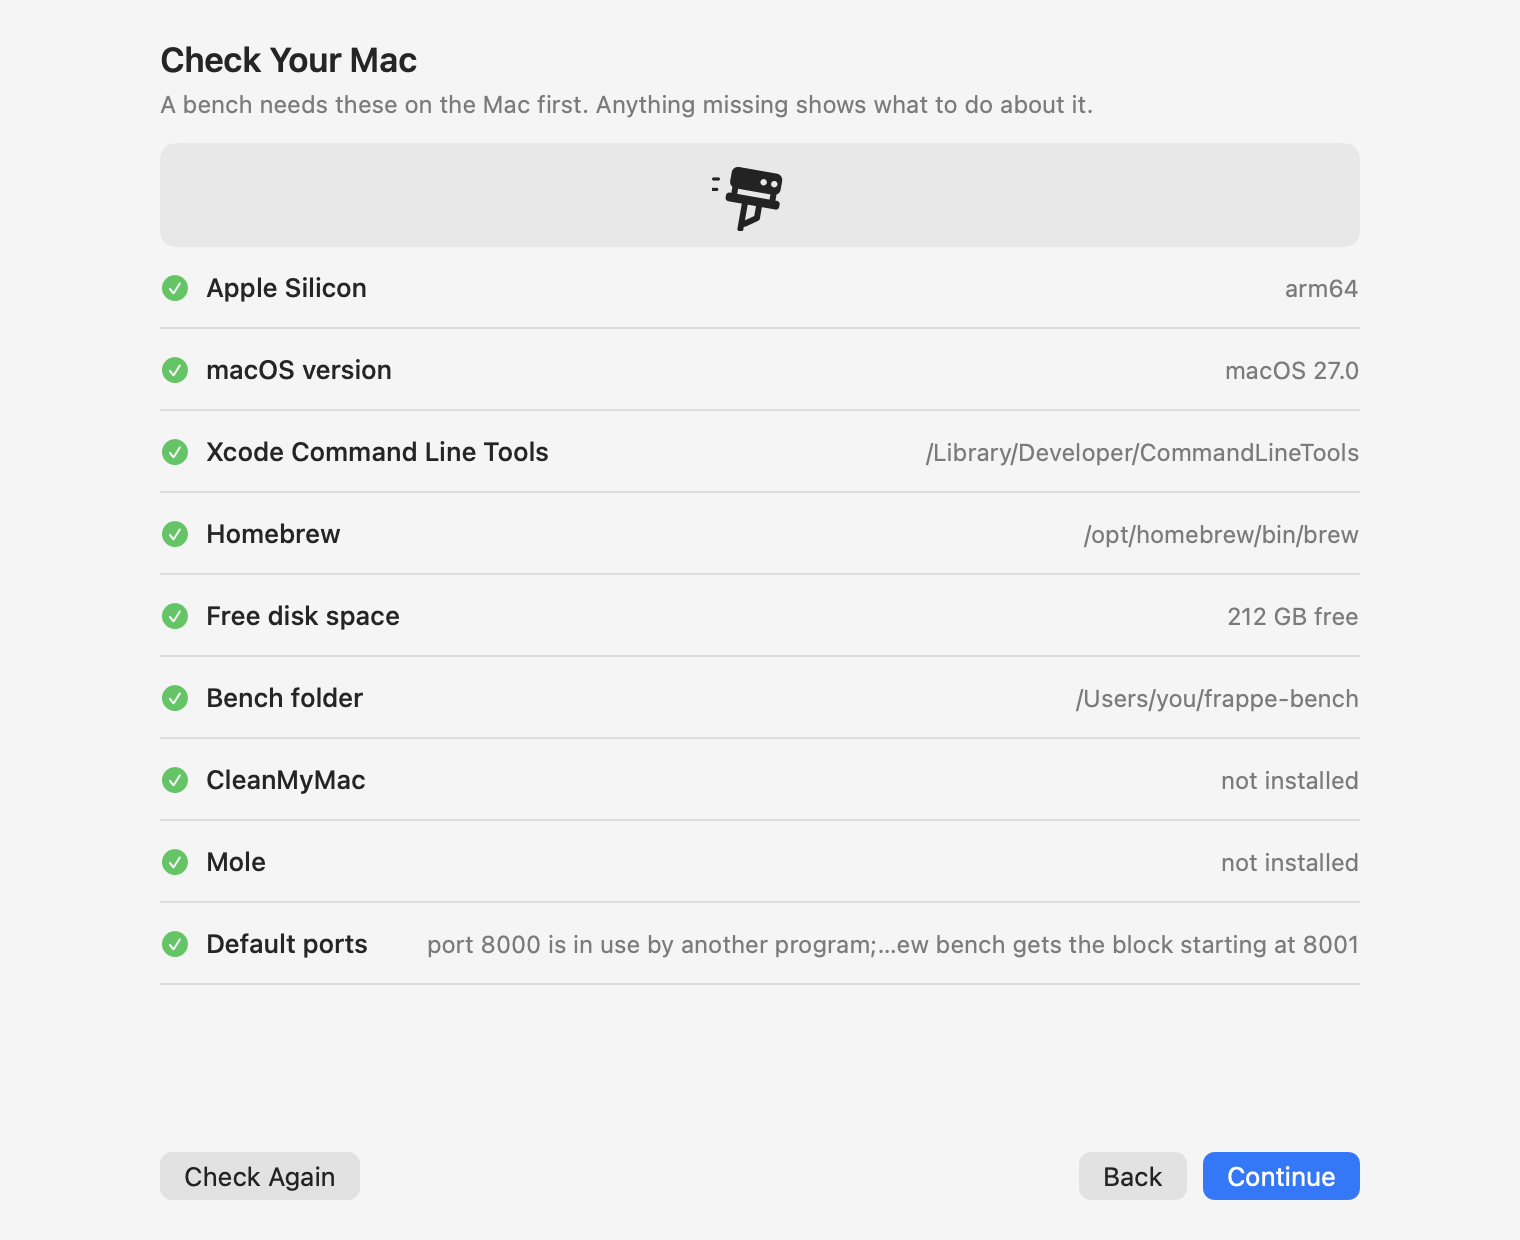 Check Your Mac
A bench needs these on the Mac first. Anything missing shows what to do about it.
Apple Silicon arm64
macOS version macOS 27.0
Xcode Command Line Tools /Library/Developer/CommandLineTools
Homebrew /opt/homebrew/bin/brew
Free disk space 212 GB free
Bench folder /Users/you/frappe-bench
CleanMyMac not installed
Mole not installed
Default ports port 8000 is in use by another program;...ew bench gets the block starting at 8001
Check Again Back Continue